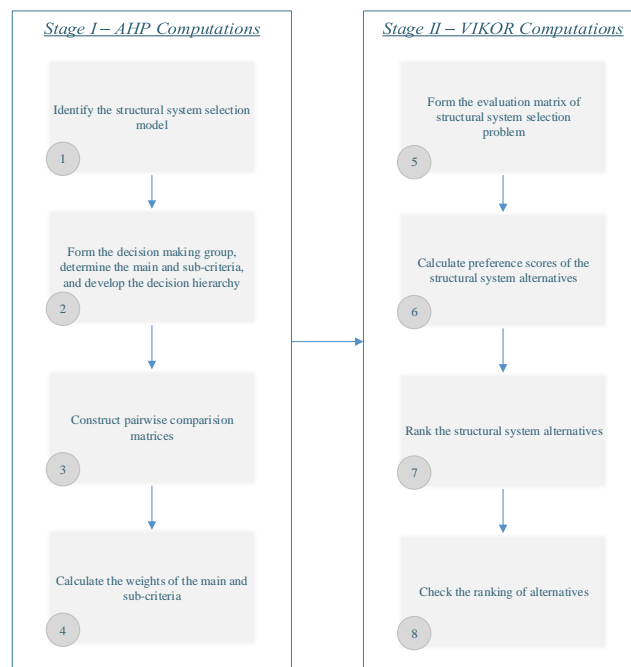 Stage I – AHP Computations
Identify the structural system selection
model
1
Form the decision making group,
determine the main and sub-criteria,
and develop the decision hierarchy
2
Construct pairwise comparision
matrices
3
Calculate the weights of the main and
sub-criteria
4
Stage II – VIKOR Computations
Form the evaluation matrix of
structural system selection
problem
5
Calculate preference scores of the
structural system alternatives
6
Rank the structural system alternatives
7
Check the ranking of alternatives
8